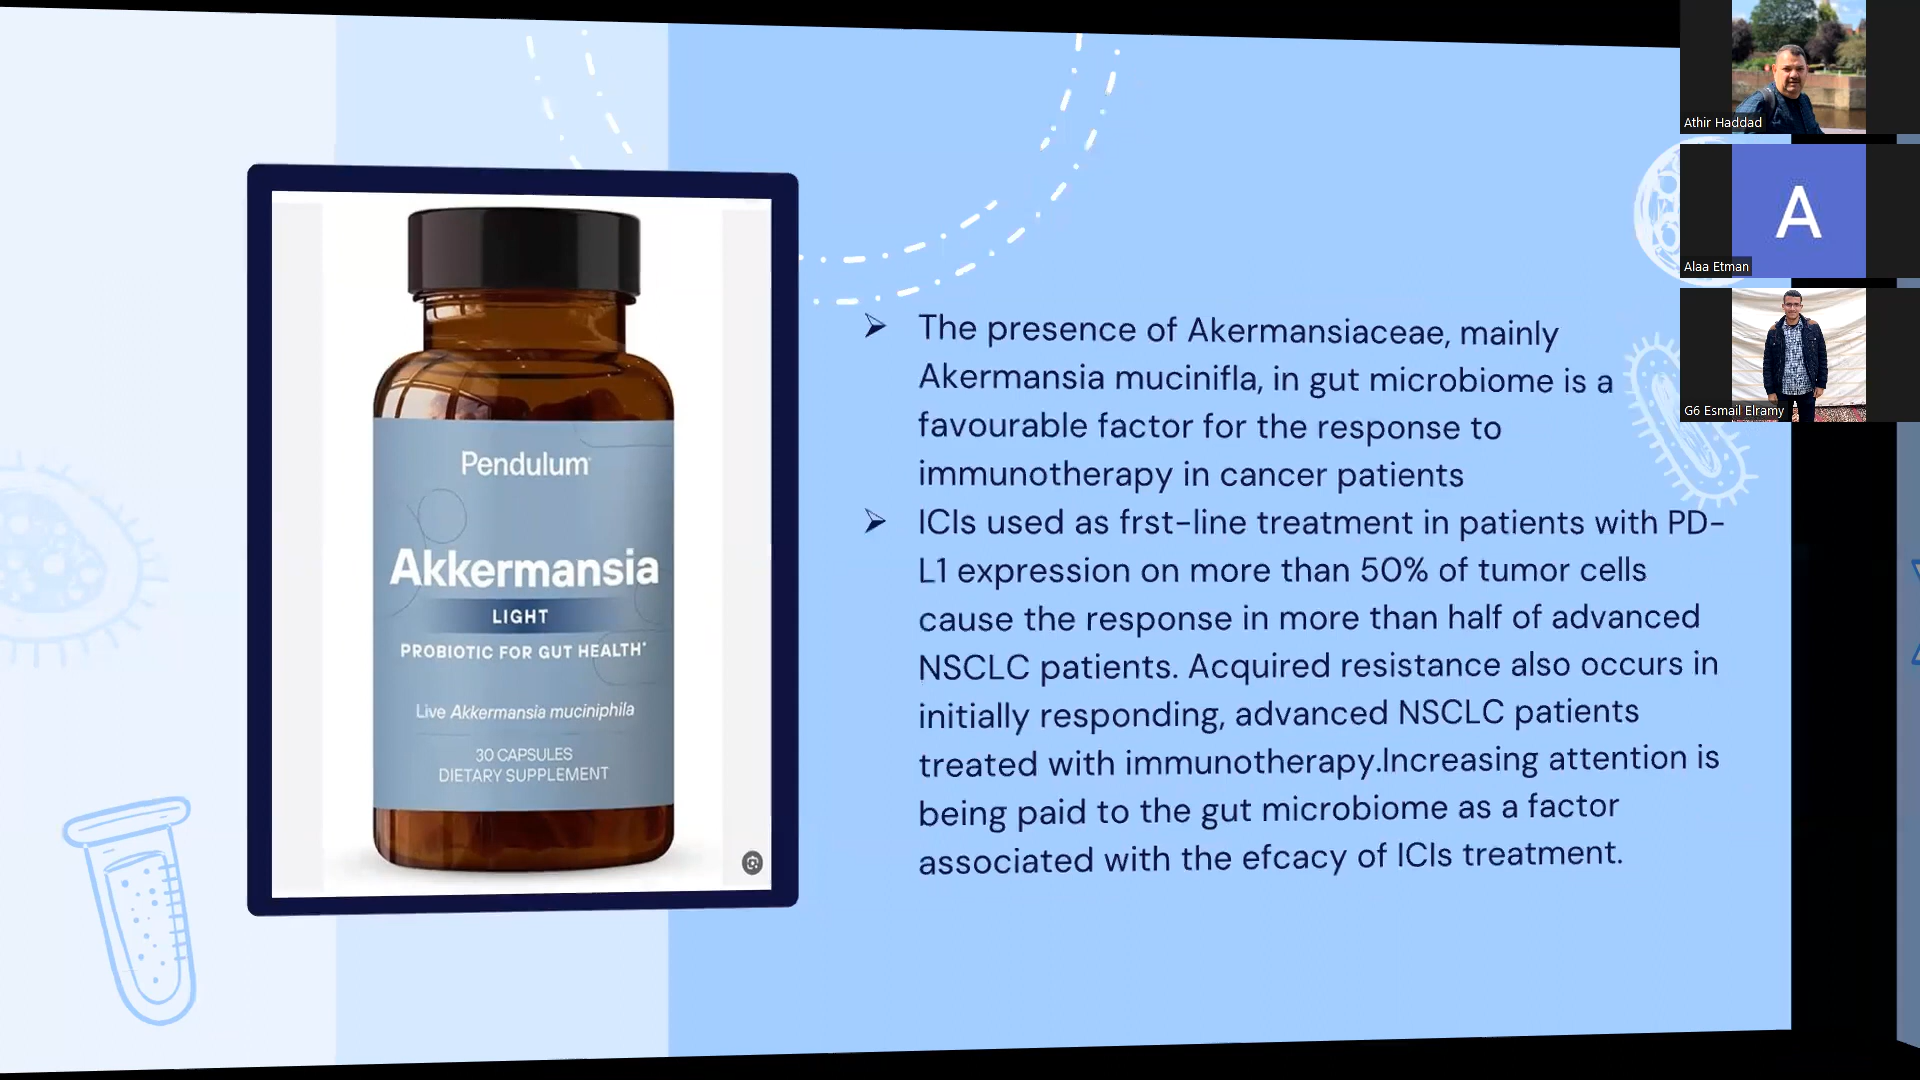 Pendulum
Akkermansia
LIGHT
PROBIOTIC FOR GUT HEALTH*
Live Akkermansia muciniphila
30 CAPSULES
DIETARY SUPPLEMENT
➢ The presence of Akermansiaceae, mainly
Akermansia mucinifla, in gut microbiome is a
favourable factor for the response to
immunotherapy in cancer patients
➢ ICIs used as frst-line treatment in patients with PD-
L1 expression on more than 50% of tumor cells
cause the response in more than half of advanced
NSCLC patients. Acquired resistance also occurs in
initially responding, advanced NSCLC patients
treated with immunotherapy.Increasing attention is
being paid to the gut microbiome as a factor
associated with the efcacy of ICIs treatment.
Athir Haddad
A
Alaa Etman
G6 Esmail Elramy